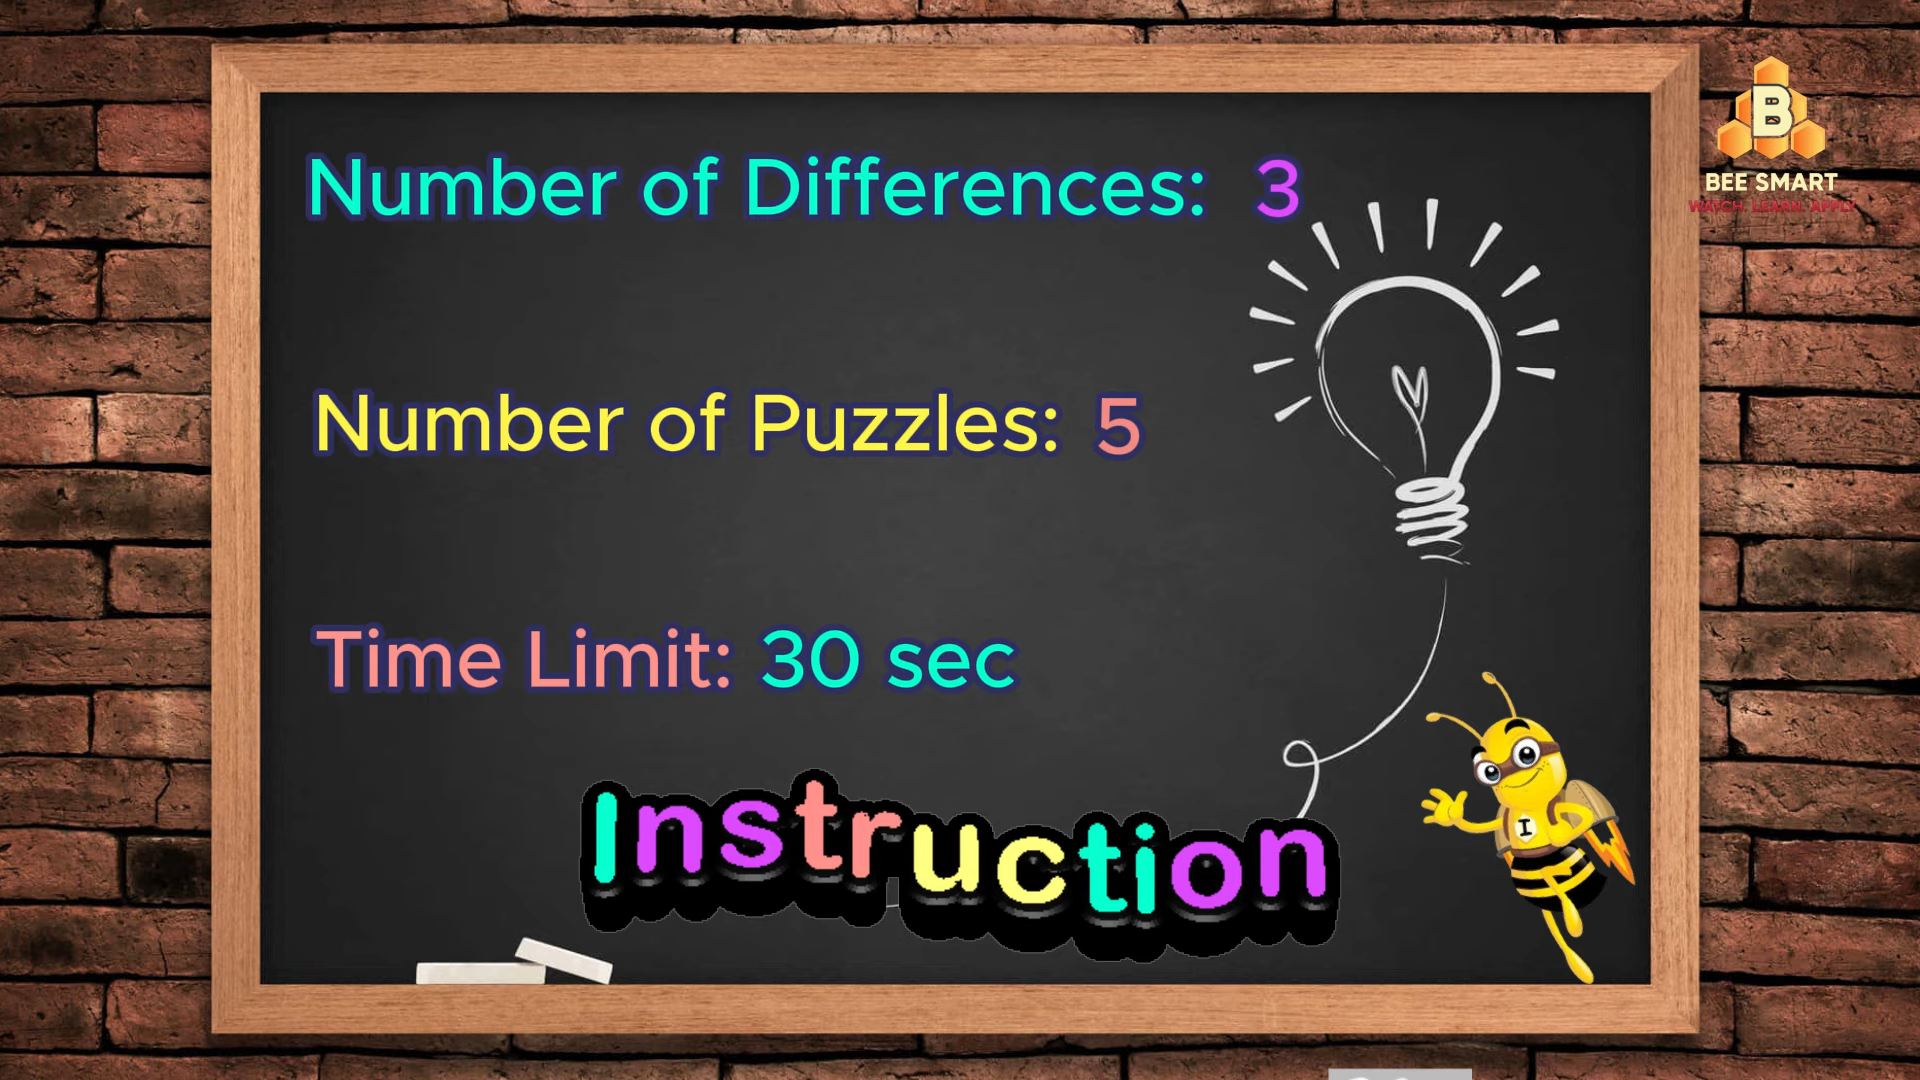 Number of Differences: 3
B
BEE SMART
WATCH. LEARN. APPLY
Number of Puzzles: 5
Time Limit: 30 sec
Instruction
I